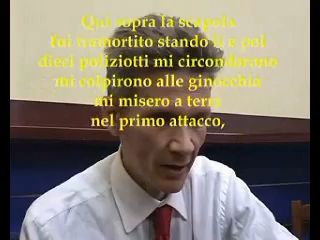 Qui sopra la scapola
fui tramortito stando lì e poi
dieci poliziotti mi circondarono
mi colpirono alle ginocchia
mi misero a terra
nel primo attacco,